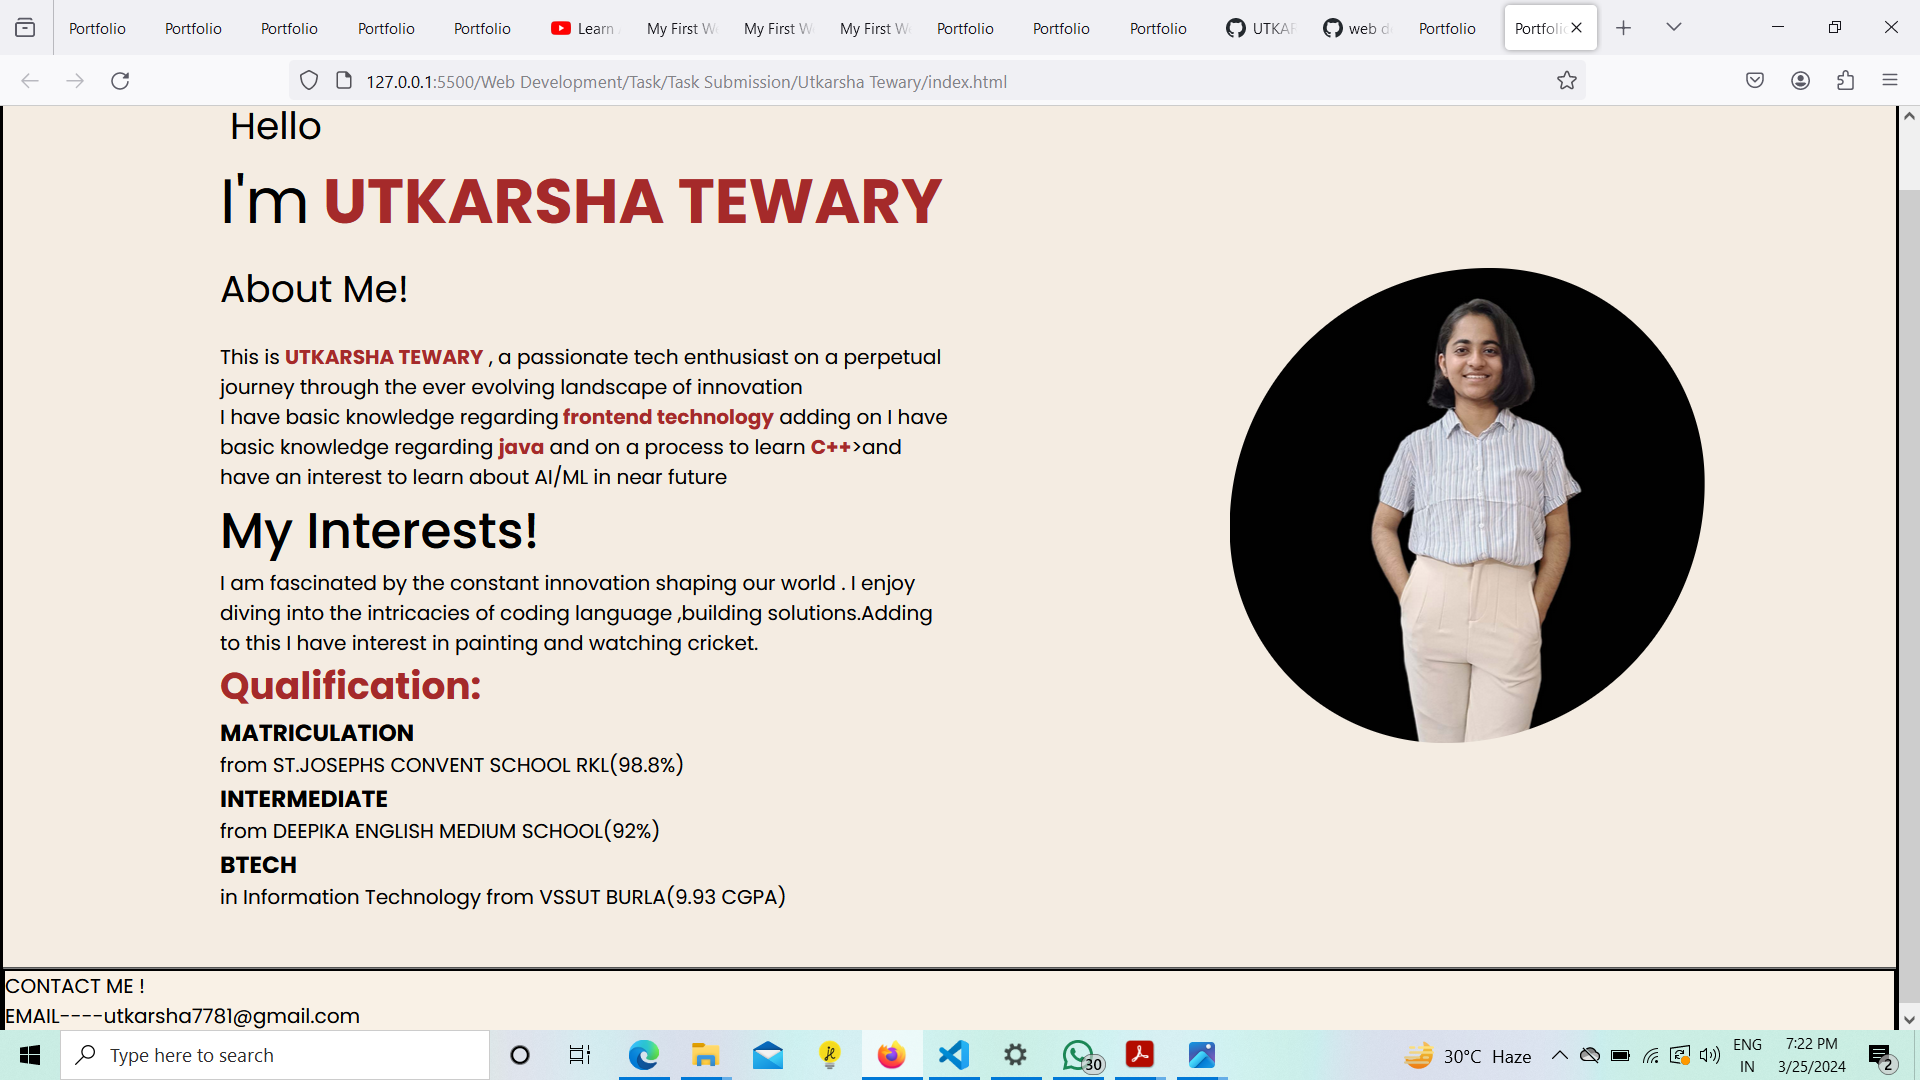 Portfolio Portfolio Portfolio Portfolio Portfolio Learn My First W My First W My First W Portfolio Portfolio Portfolio UTKAR web d Portfolio Portfolio
127.0.0.1:5500/Web Development/Task/Task Submission/Utkarsha Tewary/index.html
Hello
I'm UTKARSHA TEWARY
About Me!
This is UTKARSHA TEWARY , a passionate tech enthusiast on a perpetual
journey through the ever evolving landscape of innovation
I have basic knowledge regarding frontend technology adding on I have
basic knowledge regarding java and on a process to learn C++>and
have an interest to learn about AI/ML in near future
My Interests!
I am fascinated by the constant innovation shaping our world . I enjoy
diving into the intricacies of coding language ,building solutions.Adding
to this I have interest in painting and watching cricket.
Qualification:
MATRICULATION
from ST.JOSEPHS CONVENT SCHOOL RKL(98.8%)
INTERMEDIATE
from DEEPIKA ENGLISH MEDIUM SCHOOL(92%)
BTECH
in Information Technology from VSSUT BURLA(9.93 CGPA)
CONTACT ME !
EMAIL----utkarsha7781@gmail.com
Type here to search
30
30°C Haze
ENG
IN
7:22 PM
3/25/2024
2